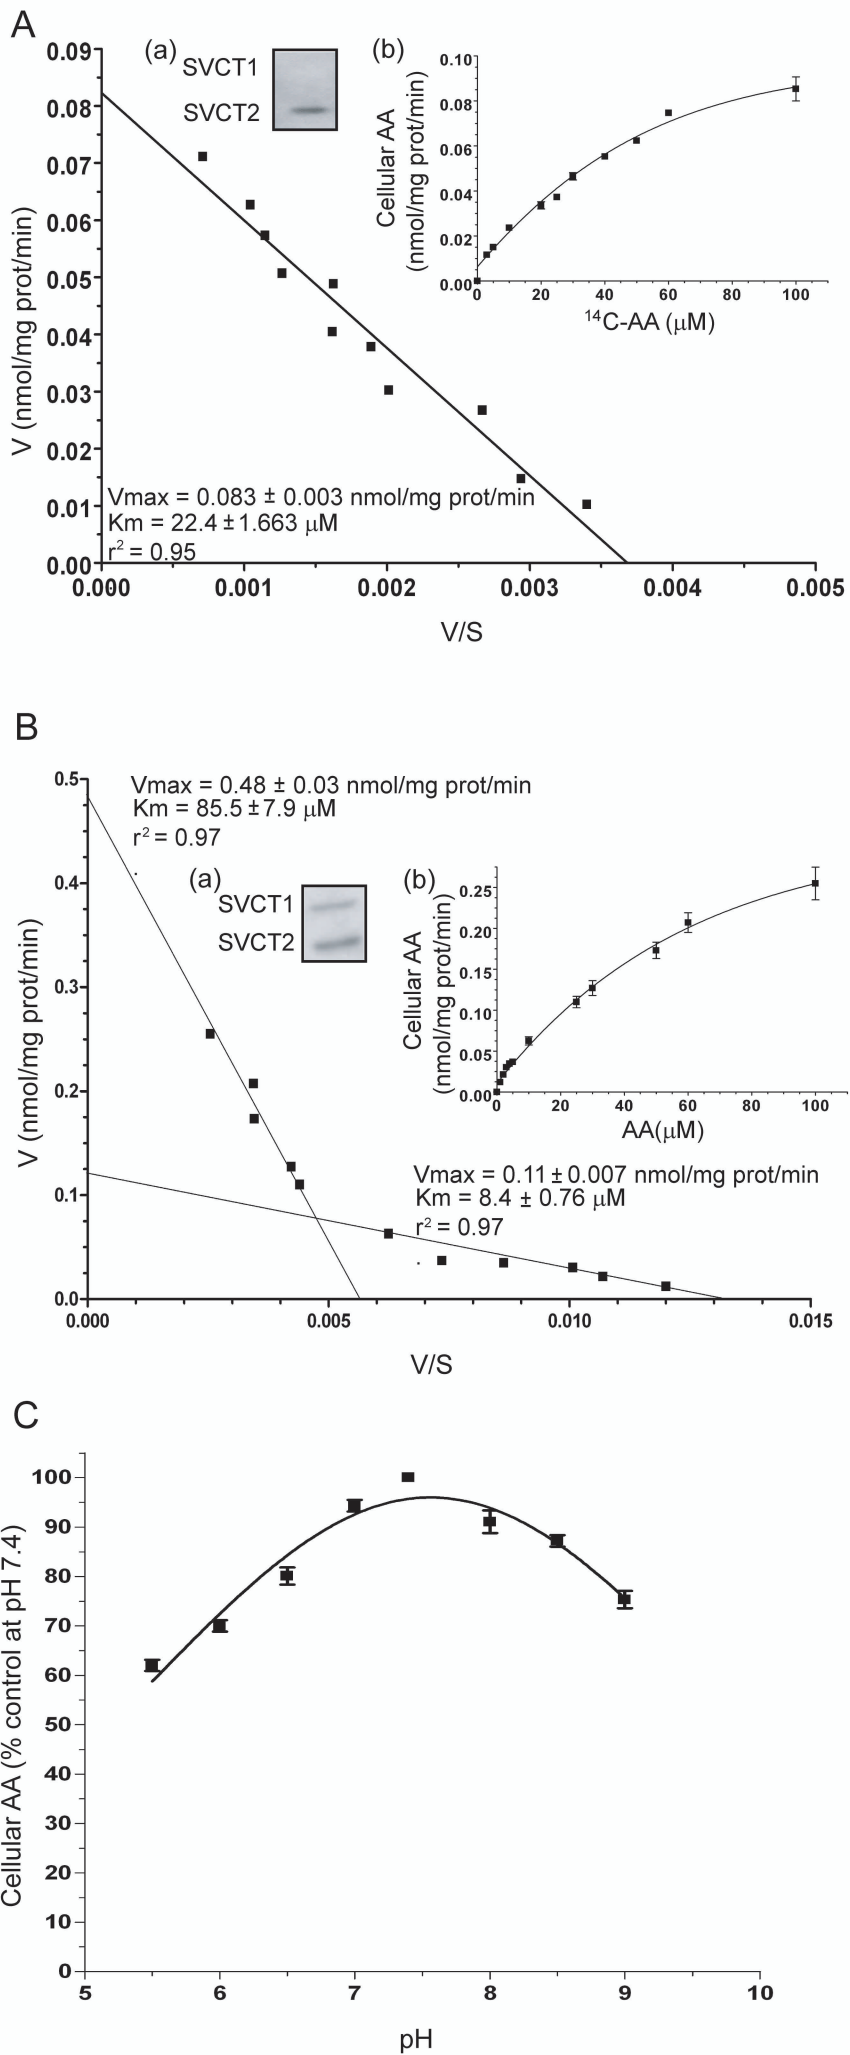 A
(a)
SVCT1
SVCT2
(b)
0.10
0.08
0.06
0.04
0.02
0.00
Cellular AA
(nmol/mg prot/min)
0 20 40 60 80 100
14C-AA (μM)
0.09
0.08
0.07
0.06
0.05
0.04
0.03
0.02
0.01
0.00
V (nmol/mg prot/min)
Vmax = 0.083 ± 0.003 nmol/mg prot/min
Km = 22.4 ± 1.663 μM
r2 = 0.95
0.000 0.001 0.002 0.003 0.004 0.005
V/S
B
Vmax = 0.48 ± 0.03 nmol/mg prot/min
Km = 85.5 ± 7.9 μM
r2 = 0.97
(a)
SVCT1
SVCT2
(b)
0.25
0.20
0.15
0.10
0.05
0.00
Cellular AA
(nmol/mg prot/min)
0 20 40 60 80 100
AA(μM)
0.5
0.4
0.3
0.2
0.1
0.0
V (nmol/mg prot/min)
Vmax = 0.11 ± 0.007 nmol/mg prot/min
Km = 8.4 ± 0.76 μM
r2 = 0.97
0.000 0.005 0.010 0.015
V/S
C
100
90
80
70
60
50
40
30
20
10
0
Cellular AA (% control at pH 7.4)
5 6 7 8 9 10
pH